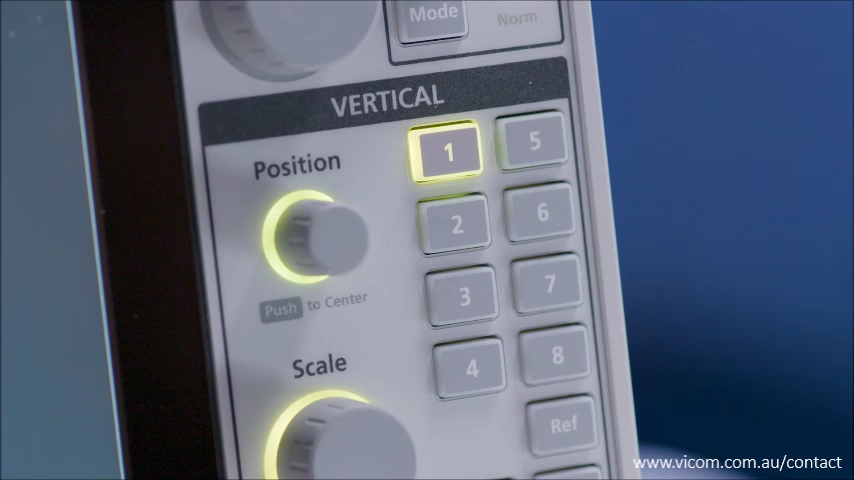 Mode
Norm
VERTICAL
Position
1
5
2
6
Push to Center
3
7
Scale
4
8
Ref
www.vicom.com.au/contact